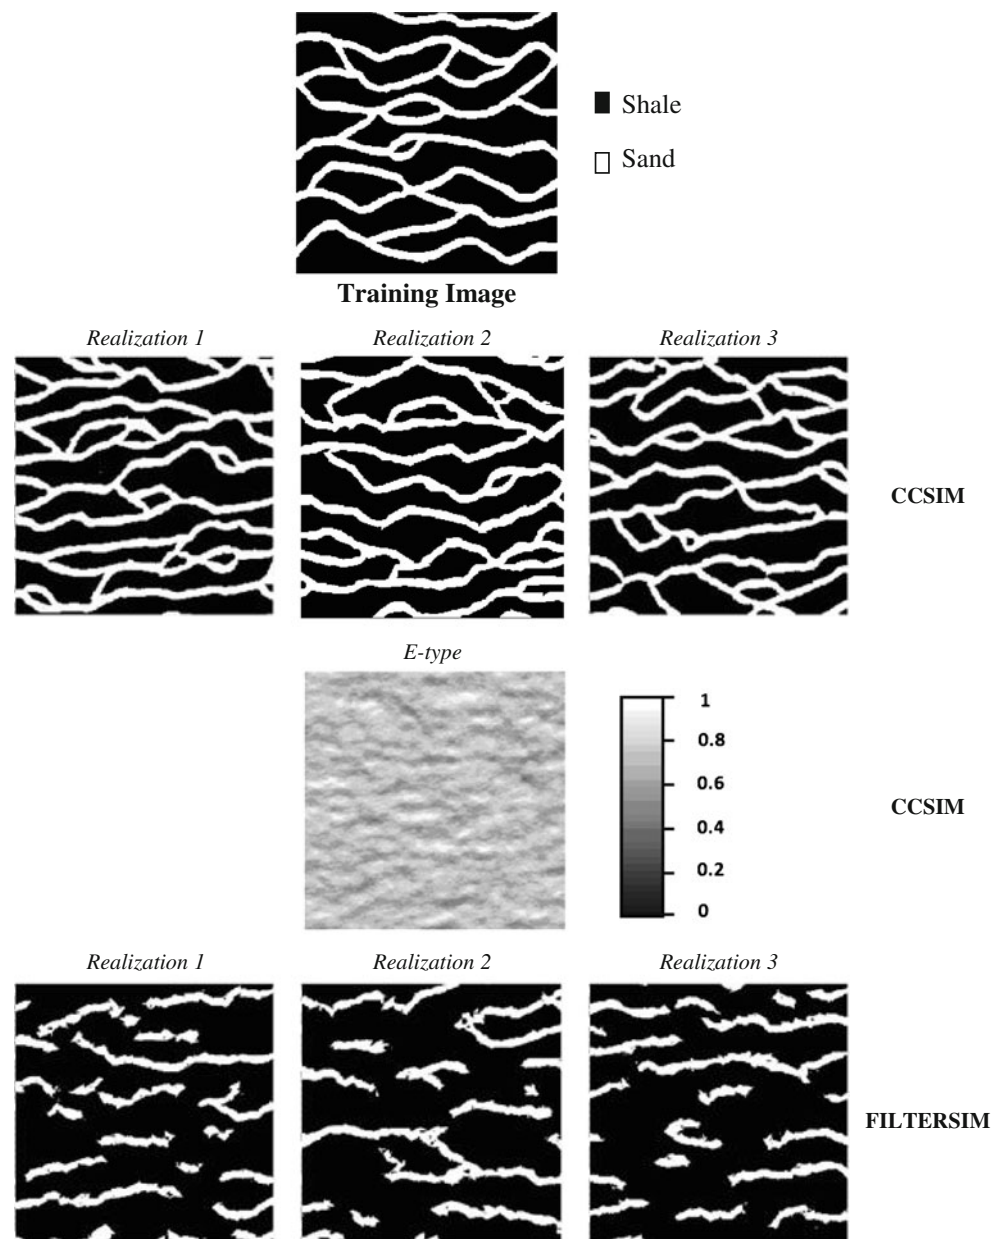 Shale
Sand
Training Image
Realization 1
Realization 2
Realization 3
CCSIM
E-type
1
0.8
0.6
0.4
0.2
0
CCSIM
Realization 1
Realization 2
Realization 3
FILTERSIM